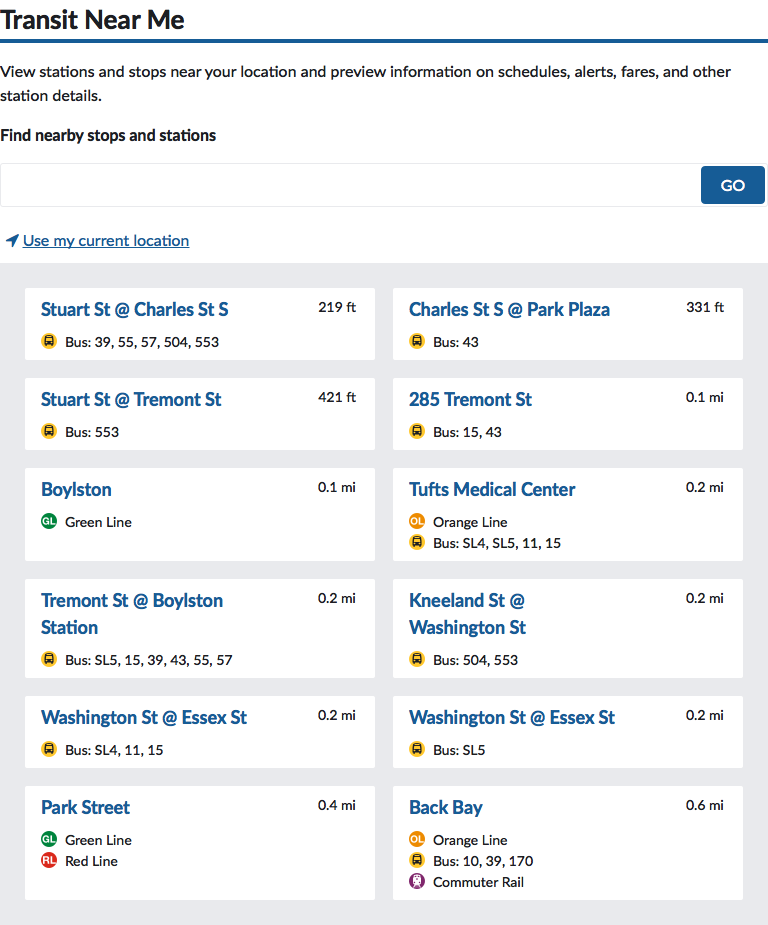 Transit Near Me
View stations and stops near your location and preview information on schedules, alerts, fares, and other
station details.
Find nearby stops and stations
GO
Use my current location
Stuart St @ Charles St S
219 ft
Bus: 39, 55, 57, 504, 553
Charles St S @ Park Plaza
331 ft
Bus: 43
Stuart St @ Tremont St
421 ft
Bus: 553
285 Tremont St
0.1 mi
Bus: 15, 43
Boylston
0.1 mi
GL Green Line
Tufts Medical Center
0.2 mi
OL Orange Line
Bus: SL4, SL5, 11, 15
Tremont St @ Boylston
Station
0.2 mi
Bus: SL5, 15, 39, 43, 55, 57
Kneeland St @
Washington St
0.2 mi
Bus: 504, 553
Washington St @ Essex St
0.2 mi
Bus: SL4, 11, 15
Washington St @ Essex St
0.2 mi
Bus: SL5
Park Street
0.4 mi
GL Green Line
RL Red Line
Back Bay
0.6 mi
OL Orange Line
Bus: 10, 39, 170
Commuter Rail